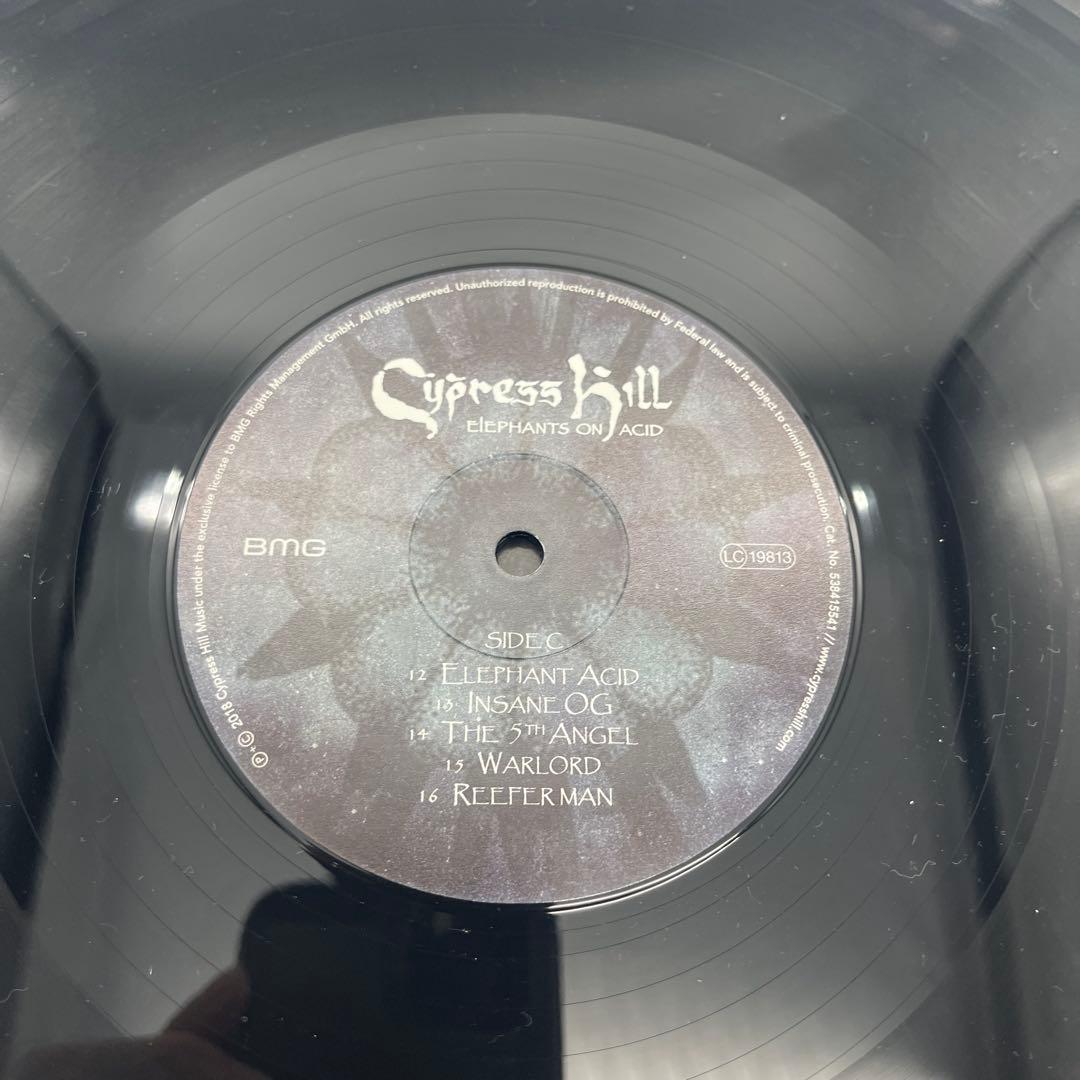 ℗+© 2018 Cypress Hill Music under the exclusive license to BMG Rights Management GmbH. All rights reserved. Unauthorized reproduction is prohibited by Federal law and is subject to criminal prosecution. Cat. No. 538415541 // www.cypresshill.com
Cypress Hill
ELEPHANTS ON ACID
BMG
LC 19813
SIDE C
12 ELEPHANT ACID
13 INSANE OG
14 THE 5TH ANGEL
15 WARLORD
16 REEFER MAN